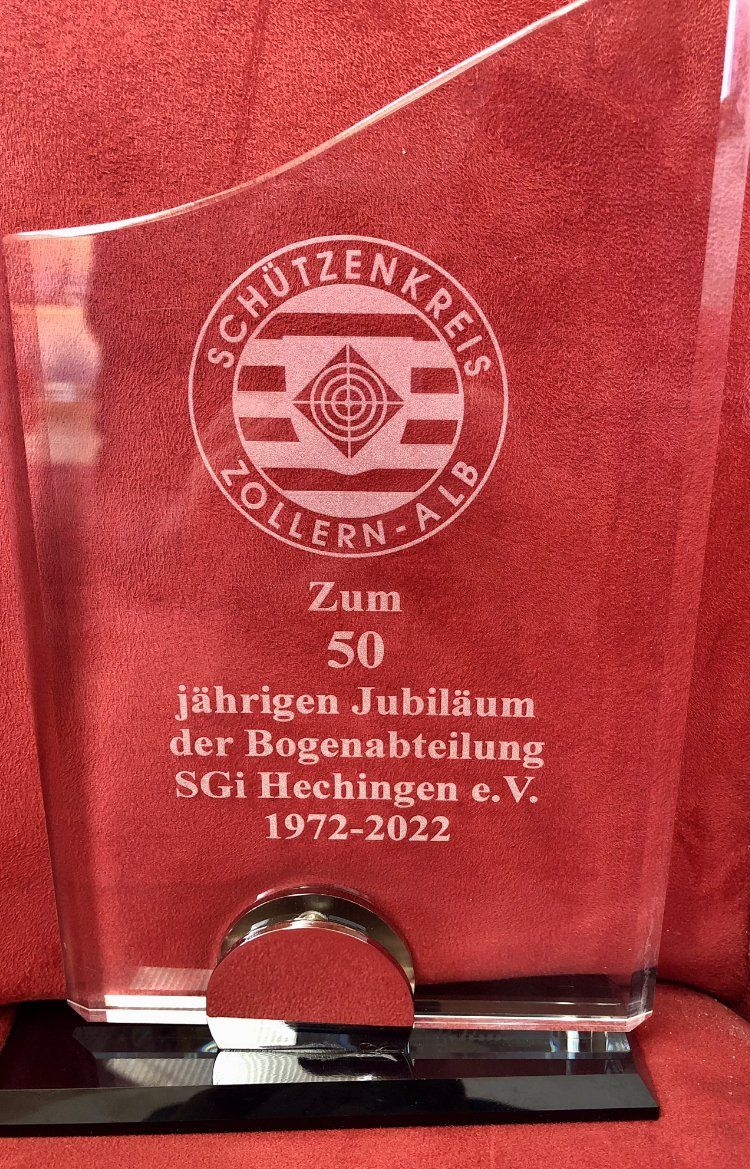 SCHÜTZENKREIS
ZOLLERN-ALB
Zum
50
jährigen Jubiläum
der Bogenabteilung
SGi Hechingen e.V.
1972-2022